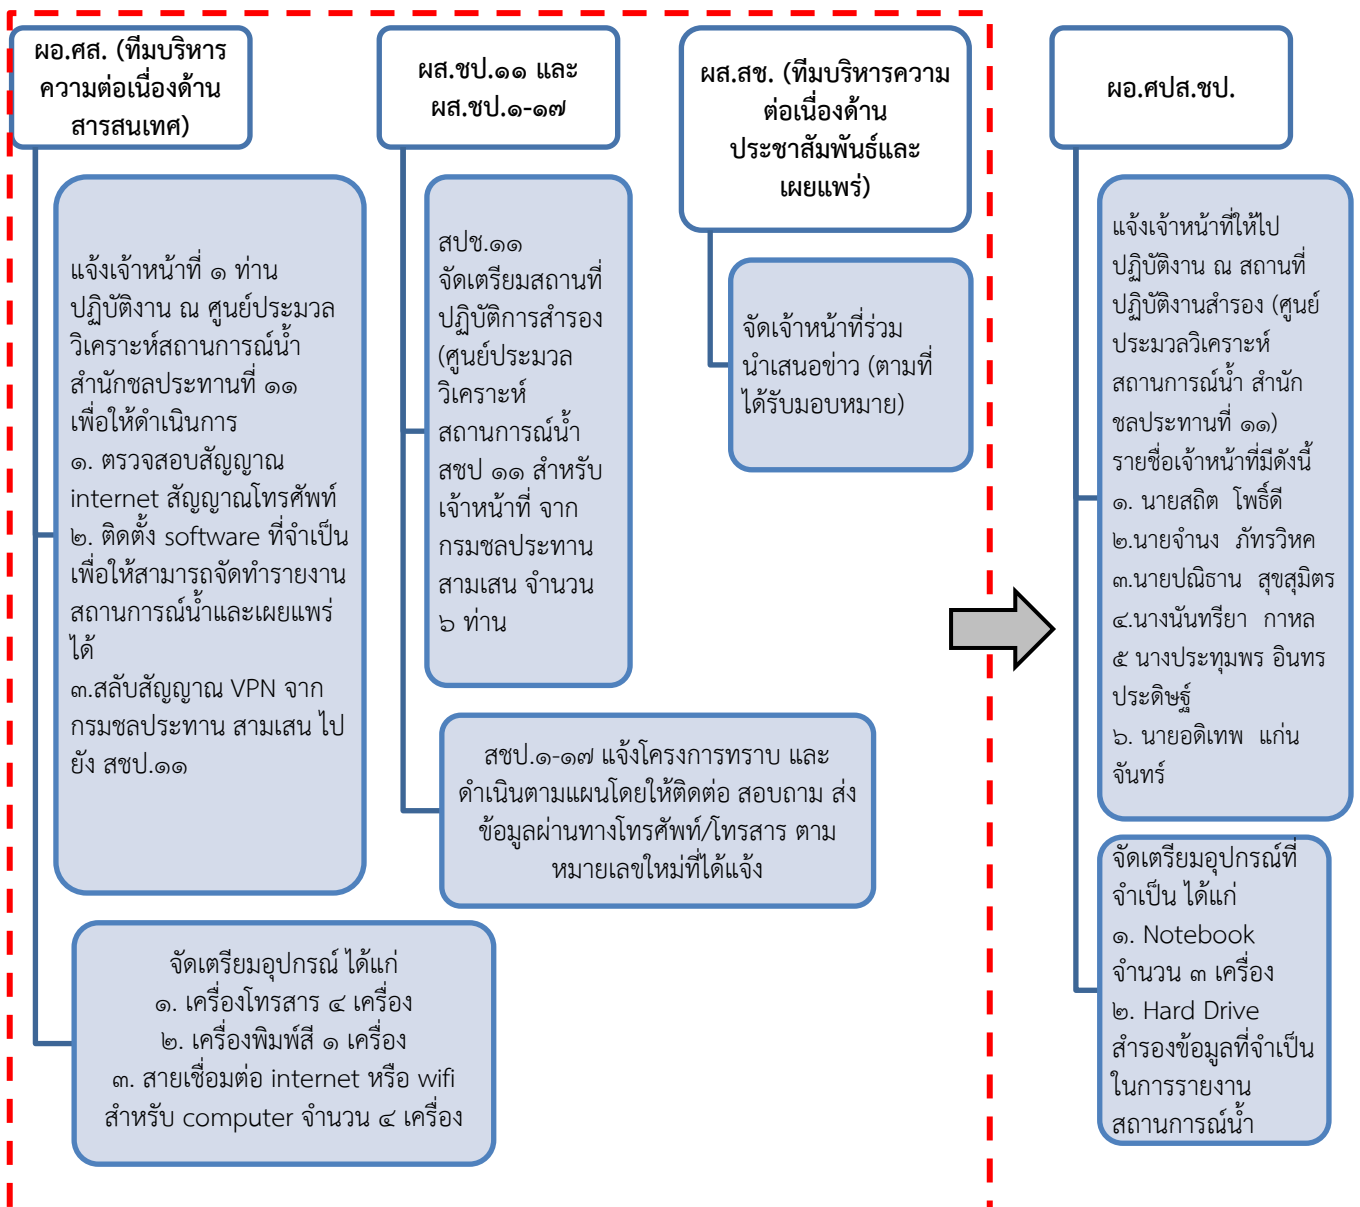 ผอ.ศส. (ทีมบริหาร
ความต่อเนื่องด้าน
สารสนเทศ)
แจ้งเจ้าหน้าที่ ๑ ท่าน
ปฏิบัติงาน ณ ศูนย์ประมวล
วิเคราะห์สถานการณ์น้ำ
สำนักชลประทานที่ ๑๑
เพื่อให้ดำเนินการ
๑. ตรวจสอบสัญญาณ
internet สัญญาณโทรศัพท์
๒. ติดตั้ง software ที่จำเป็น
เพื่อให้สามารถจัดทำรายงาน
สถานการณ์น้ำและเผยแพร่
ได้
๓.สลับสัญญาณ VPN จาก
กรมชลประทาน สามเสน ไป
ยัง สชป.๑๑
จัดเตรียมอุปกรณ์ ได้แก่
๑. เครื่องโทรสาร ๔ เครื่อง
๒. เครื่องพิมพ์สี ๑ เครื่อง
๓. สายเชื่อมต่อ internet หรือ wifi
สำหรับ computer จำนวน ๔ เครื่อง
ผส.ชป.๑๑ และ
ผส.ชป.๑-๑๗
สปช.๑๑
จัดเตรียมสถานที่
ปฏิบัติการสำรอง
(ศูนย์ประมวล
วิเคราะห์
สถานการณ์น้ำ
สชป ๑๑ สำหรับ
เจ้าหน้าที่ จาก
กรมชลประทาน
สามเสน จำนวน
๖ ท่าน
สชป.๑-๑๗ แจ้งโครงการทราบ และ
ดำเนินตามแผนโดยให้ติดต่อ สอบถาม ส่ง
ข้อมูลผ่านทางโทรศัพท์/โทรสาร ตาม
หมายเลขใหม่ที่ได้แจ้ง
ผส.สช. (ทีมบริหารความ
ต่อเนื่องด้าน
ประชาสัมพันธ์และ
เผยแพร่)
จัดเจ้าหน้าที่ร่วม
นำเสนอข่าว (ตามที่
ได้รับมอบหมาย)
ผอ.ศปส.ชป.
แจ้งเจ้าหน้าที่ให้ไป
ปฏิบัติงาน ณ สถานที่
ปฏิบัติงานสำรอง (ศูนย์
ประมวลวิเคราะห์
สถานการณ์น้ำ สำนัก
ชลประทานที่ ๑๑)
รายชื่อเจ้าหน้าที่มีดังนี้
๑. นายสถิต โพธิ์ดี
๒.นายจำนง ภัทรวิหค
๓.นายปณิธาน สุขสุมิตร
๔.นางนันทรียา กาหล
๕ นางประทุมพร อินทร
ประดิษฐ์
๖. นายอดิเทพ แก่น
จันทร์
จัดเตรียมอุปกรณ์ที่
จำเป็น ได้แก่
๑. Notebook
จำนวน ๓ เครื่อง
๒. Hard Drive
สำรองข้อมูลที่จำเป็น
ในการรายงาน
สถานการณ์น้ำ